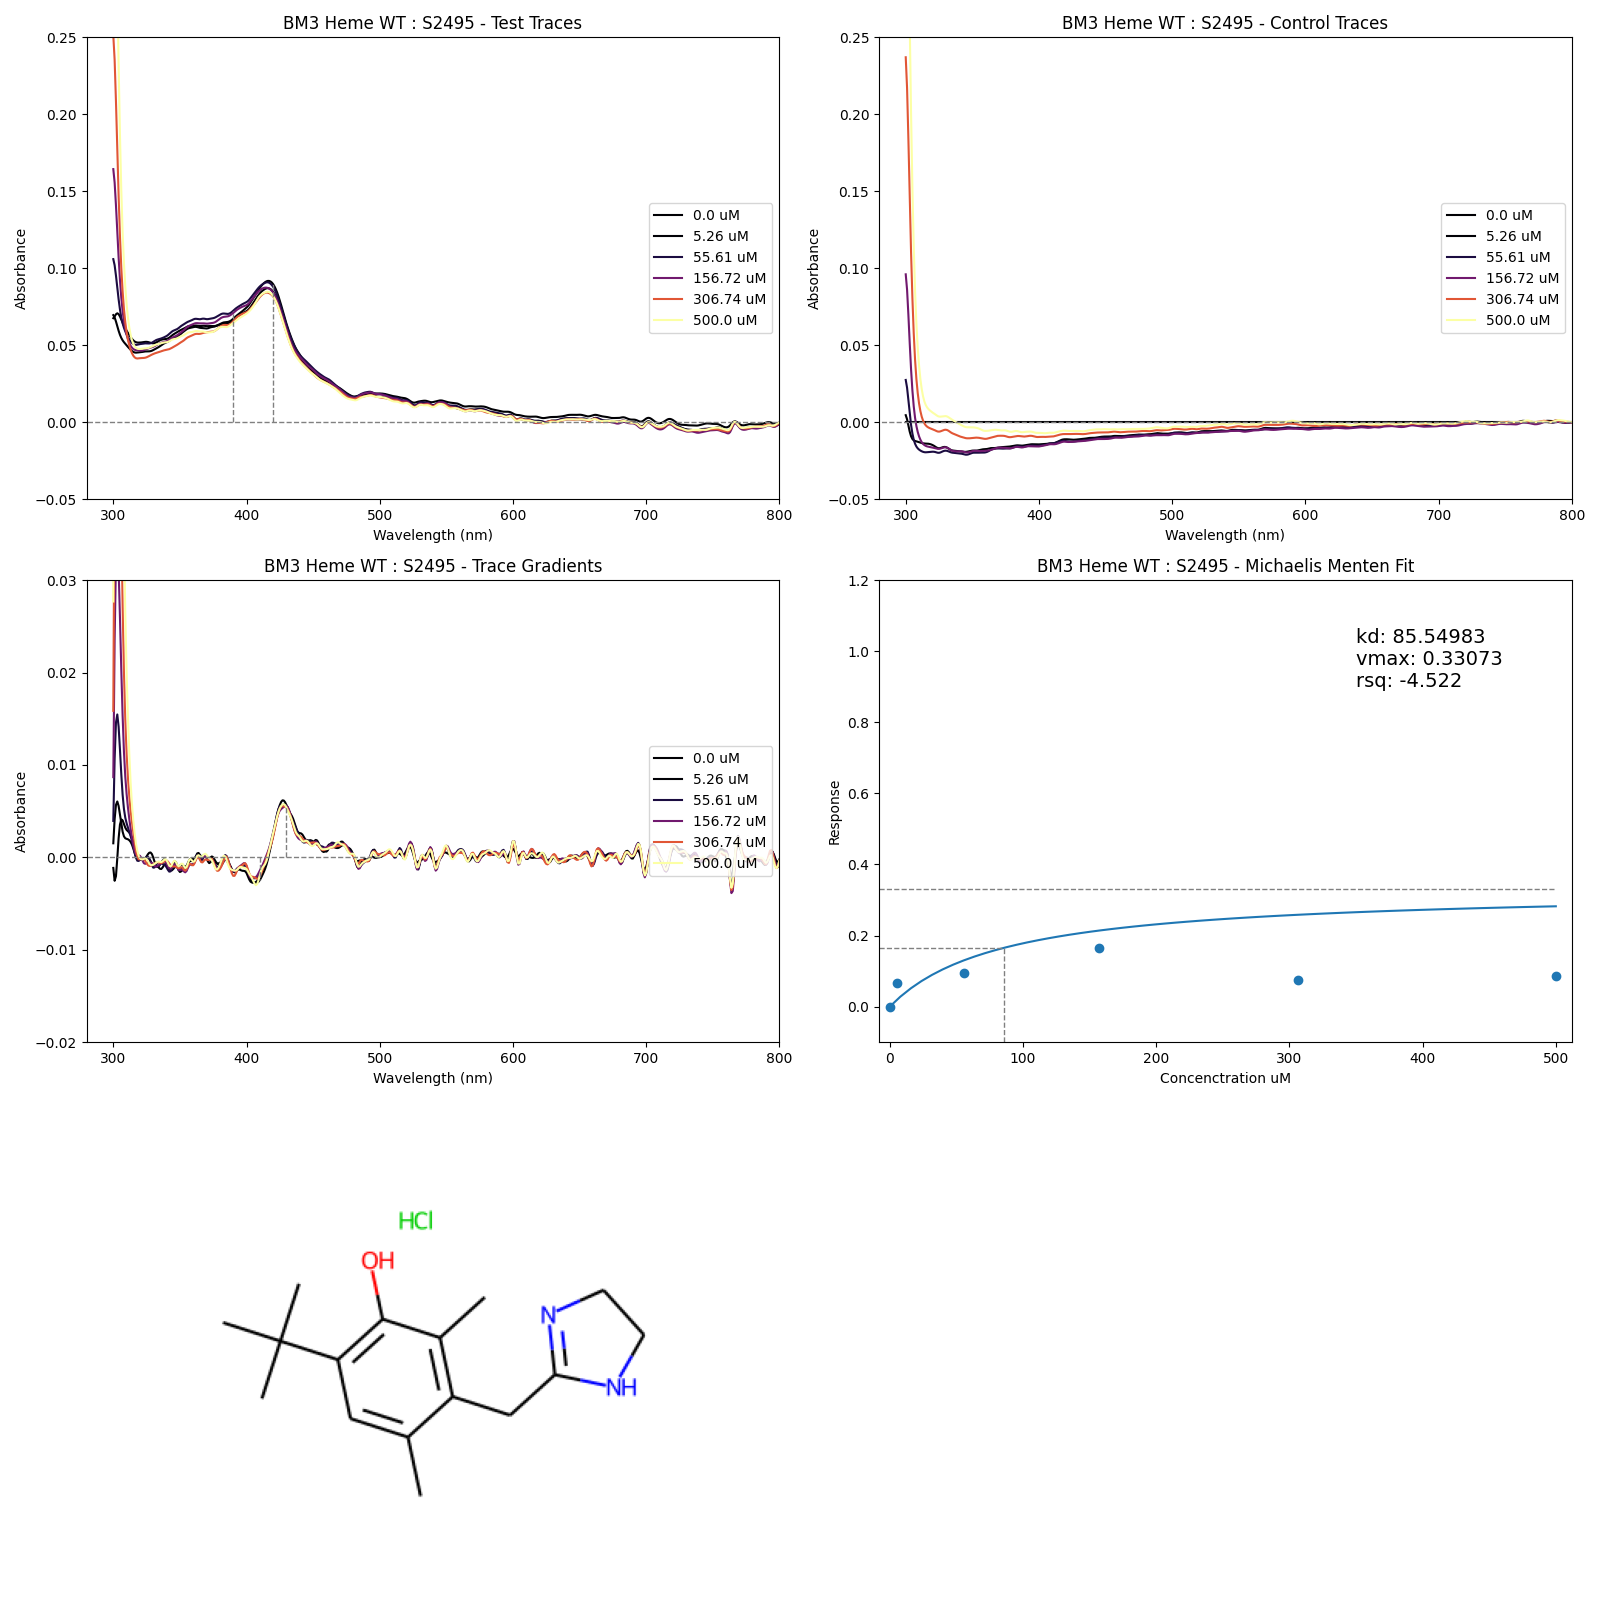 BM3 Heme WT : S2495 - Test Traces
0.25
0.20
0.15
0.10
0.05
0.00
−0.05
Absorbance
300 400 500 600 700 800
Wavelength (nm)
0.0 uM
5.26 uM
55.61 uM
156.72 uM
306.74 uM
500.0 uM
BM3 Heme WT : S2495 - Control Traces
0.25
0.20
0.15
0.10
0.05
0.00
−0.05
Absorbance
300 400 500 600 700 800
Wavelength (nm)
0.0 uM
5.26 uM
55.61 uM
156.72 uM
306.74 uM
500.0 uM
BM3 Heme WT : S2495 - Trace Gradients
0.03
0.02
0.01
0.00
−0.01
−0.02
Absorbance
300 400 500 600 700 800
Wavelength (nm)
0.0 uM
5.26 uM
55.61 uM
156.72 uM
306.74 uM
500.0 uM
BM3 Heme WT : S2495 - Michaelis Menten Fit
1.2
1.0
0.8
0.6
0.4
0.2
0.0
Response
kd: 85.54983
vmax: 0.33073
rsq: -4.522
0 100 200 300 400 500
Concenctration uM
HCl
OH
N
NH